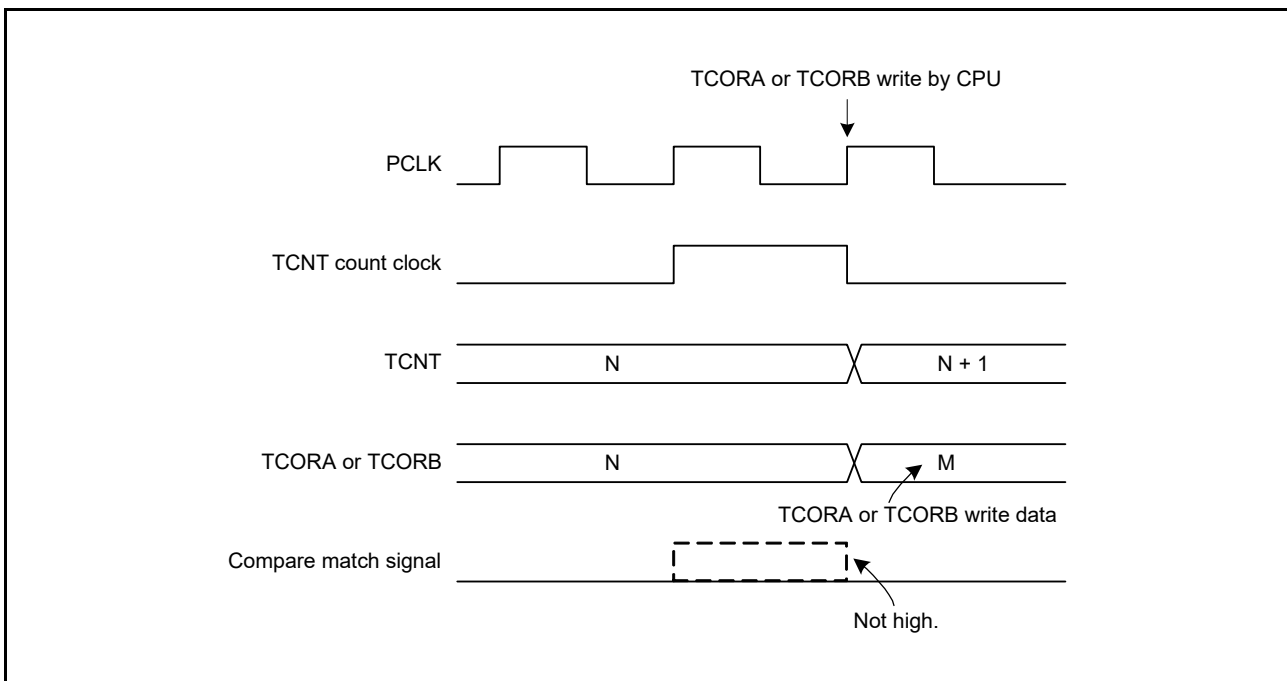 TCORA or TCORB write by CPU
PCLK
TCNT count clock
TCNT
N
N + 1
TCORA or TCORB
N
M
TCORA or TCORB write data
Compare match signal
Not high.